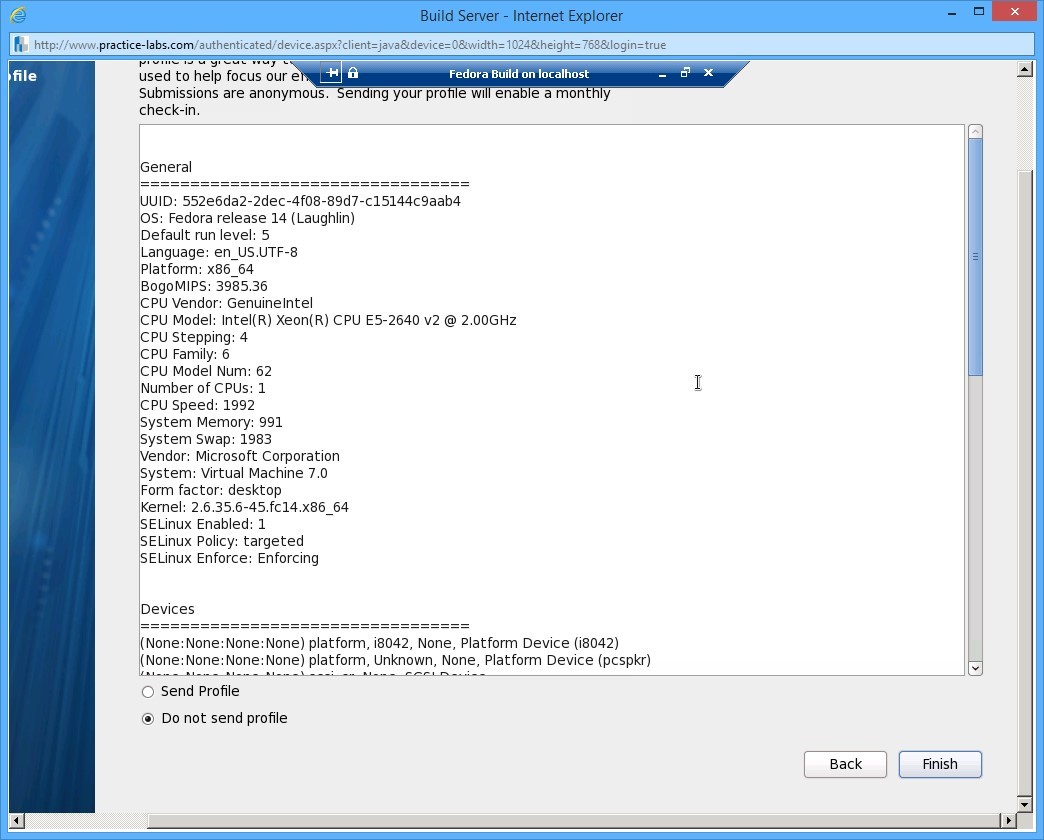 Build Server - Internet Explorer
http://www.practice-labs.com/authenticated/device.aspx?client=java&device=0&width=1024&height=768&login=true
Fedora Build on localhost
ofile
profile is a great way t
used to help focus our e
Submissions are anonymous.  Sending your profile will enable a monthly
check-in.
General
=================================
UUID: 552e6da2-2dec-4f08-89d7-c15144c9aab4
OS: Fedora release 14 (Laughlin)
Default run level: 5
Language: en_US.UTF-8
Platform: x86_64
BogoMIPS: 3985.36
CPU Vendor: GenuineIntel
CPU Model: Intel(R) Xeon(R) CPU E5-2640 v2 @ 2.00GHz
CPU Stepping: 4
CPU Family: 6
CPU Model Num: 62
Number of CPUs: 1
CPU Speed: 1992
System Memory: 991
System Swap: 1983
Vendor: Microsoft Corporation
System: Virtual Machine 7.0
Form factor: desktop
Kernel: 2.6.35.6-45.fc14.x86_64
SELinux Enabled: 1
SELinux Policy: targeted
SELinux Enforce: Enforcing
Devices
=================================
(None:None:None:None) platform, i8042, None, Platform Device (i8042)
(None:None:None:None) platform, Unknown, None, Platform Device (pcspkr)
Send Profile
Do not send profile
Back
Finish